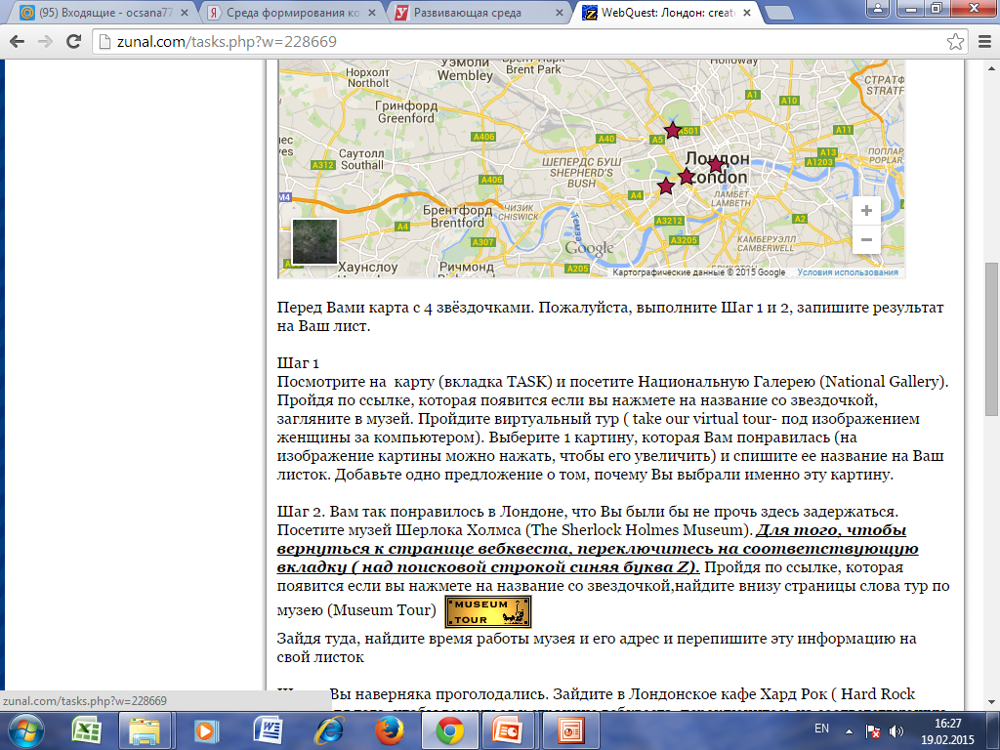 (95) Входящие - ocsana77
Среда формирования ко
Развивающая среда
WebQuest: Лондон: creat
zunal.com/tasks.php?w=228669
УЭМБЛИ
Wembley
Brent Park
Holloway
Норхолт
Northolt
Гринфорд
Greenford
A1
A10
A406
A40
A5
A501
A11
Саутолл
Southall
A312
A406
ШЕПЕРДС БУШ
SHEPHERD'S
BUSH
Лондон
London
A13
A1203
M4
A4
ЛАМБЕТ
LAMBETH
Брентфорд
Brentford
ЧИЗИК
CHISWICK
A4
A307
Темза
A3212
A3205
A2
КАМБЕРУЭЛЛ
CAMBERWELL
Google
Хаунслоу
Ричмонд
A205
Картографические данные © 2015 Google
Условия использования
Перед Вами карта с 4 звёздочками. Пожалуйста, выполните Шаг 1 и 2, запишите результат
на Ваш лист.
Шаг 1
Посмотрите на карту (вкладка TASK) и посетите Национальную Галерею (National Gallery).
Пройдя по ссылке, которая появится если вы нажмете на название со звездочкой,
загляните в музей. Пройдите виртуальный тур ( take our virtual tour- под изображением
женщины за компьютером). Выберите 1 картину, которая Вам понравилась (на
изображение картины можно нажать, чтобы его увеличить) и спишите ее название на Ваш
листок. Добавьте одно предложение о том, почему Вы выбрали именно эту картину.
Шаг 2. Вам так понравилось в Лондоне, что Вы были бы не прочь здесь задержаться.
Посетите музей Шерлока Холмса (The Sherlock Holmes Museum). Для того, чтобы
вернуться к странице вебквеста, переключитесь на соответствующую
вкладку ( над поисковой строкой синяя буква Z). Пройдя по ссылке, которая
появится если вы нажмете на название со звездочкой,найдите внизу страницы слова тур по
музею (Museum Tour) MUSEUM TOUR
Зайдя туда, найдите время работы музея и его адрес и перепишите эту информацию на
свой листок
Вы наверняка проголодались. Зайдите в Лондонское кафе Хард Рок ( Hard Rock
zunal.com/tasks.php?w=228669
EN
16:27
19.02.2015